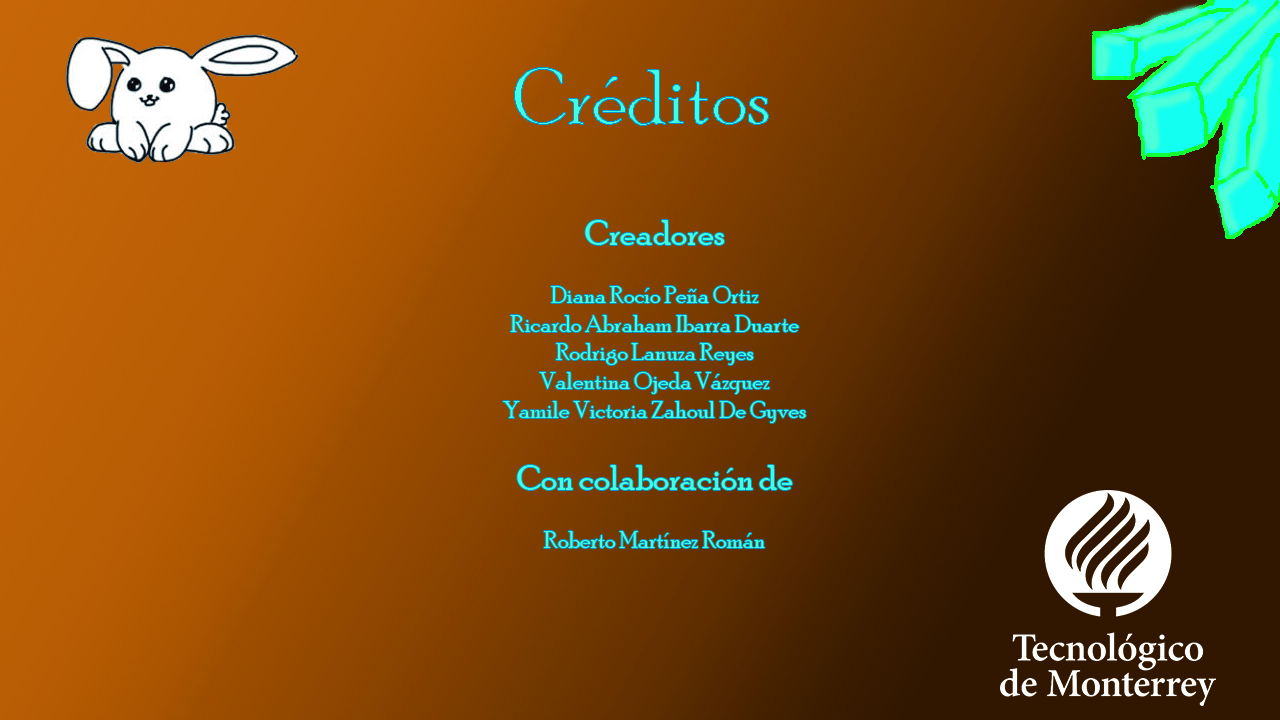 Créditos
Creadores
Diana Rocío Peña Ortiz
Ricardo Abraham Ibarra Duarte
Rodrigo Lanuza Reyes
Valentina Ojeda Vázquez
Yamile Victoria Zahoul De Gyves
Con colaboración de
Roberto Martínez Román
Tecnológico
de Monterrey